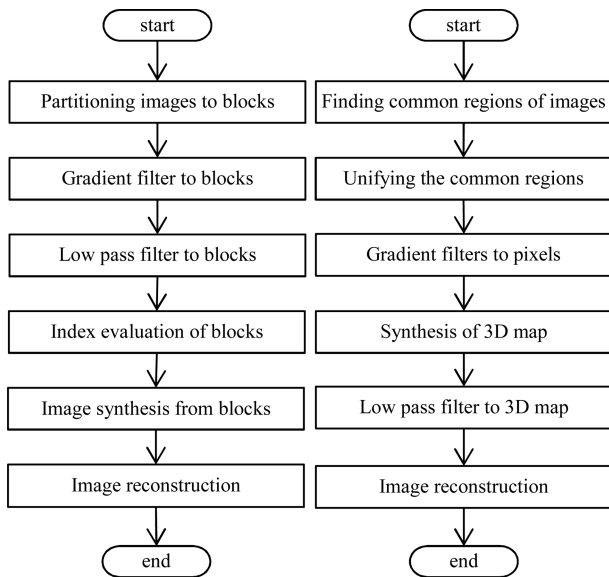 start
Partitioning images to blocks
Gradient filter to blocks
Low pass filter to blocks
Index evaluation of blocks
Image synthesis from blocks
Image reconstruction
end
start
Finding common regions of images
Unifying the common regions
Gradient filters to pixels
Synthesis of 3D map
Low pass filter to 3D map
Image reconstruction
end